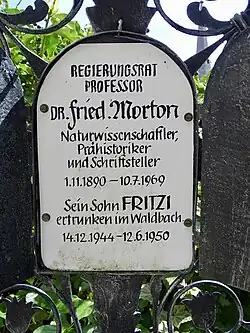 REGIERUNGSRAT
PROFESSOR
DR. Fried. Morton
Naturwissenschaftler,
Prähistoriker
und Schriftsteller
1.11.1890 – 10.7.1969
Sein Sohn FRITZI
ertrunken im Waldbach
14.12.1944 – 12.6.1950